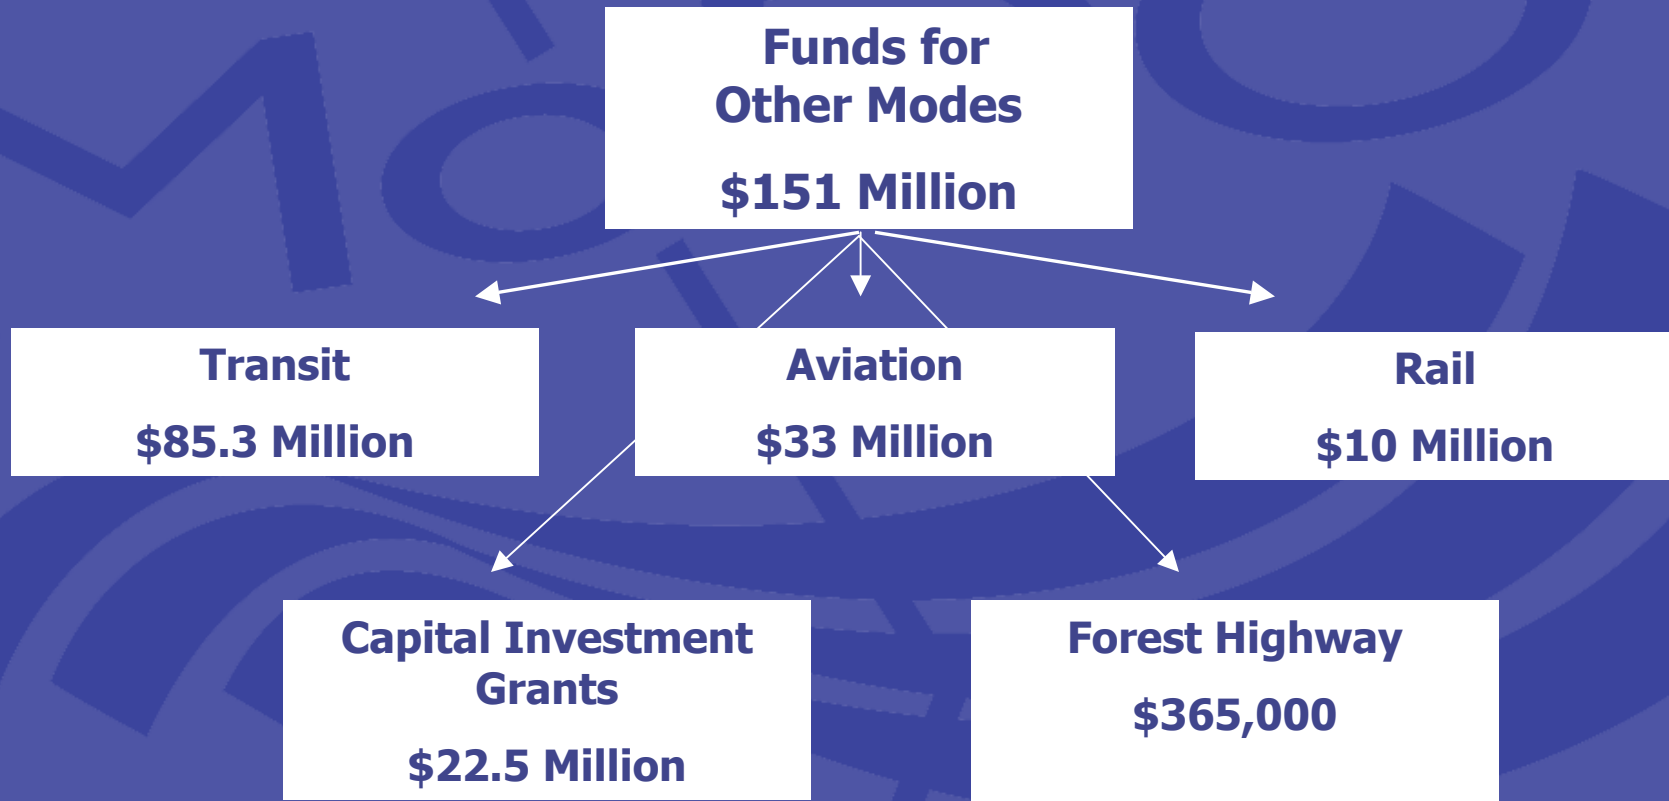 Funds for
Other Modes
$151 Million
Transit
$85.3 Million
Aviation
$33 Million
Rail
$10 Million
Capital Investment
Grants
$22.5 Million
Forest Highway
$365,000